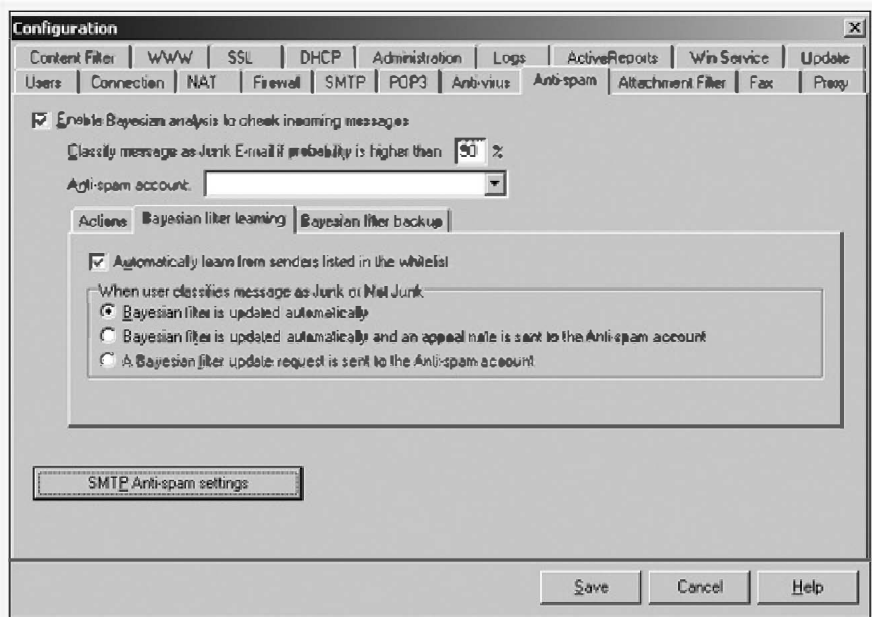 Configuration
Content Filter WWW SSL DHCP Administration Logs ActiveReports Win Service Update
Users Connection NAT Firewall SMTP POP3 Anti-virus Anti-spam Attachment Filter Fax Proxy
Enable Bayesian analysis to check incoming messages
Classify message as Junk E-mail if probability is higher than 90 %
Anti-spam account:
Actions Bayesian filter learning Bayesian filter backup
Automatically learn from senders listed in the whitelist
When user classifies message as Junk or Not Junk
Bayesian filter is updated automatically
Bayesian filter is updated automatically and an appeal note is sent to the Anti-spam account
A Bayesian filter update request is sent to the Anti-spam account
SMTP Anti-spam settings
Save Cancel Help